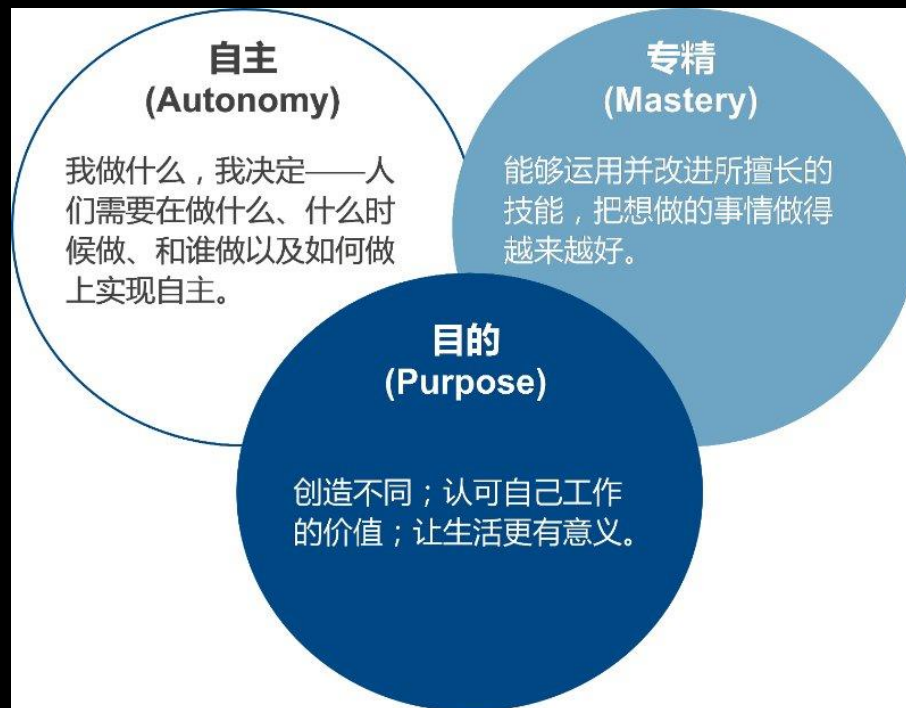 自主
(Autonomy)
我做什么，我决定——人
们需要在做什么、什么时
候做、和谁做以及如何做
上实现自主。
专精
(Mastery)
能够运用并改进所擅长的
技能，把想做的事情做得
越来越好。
目的
(Purpose)
创造不同；认可自己工作
的价值；让生活更有意义。